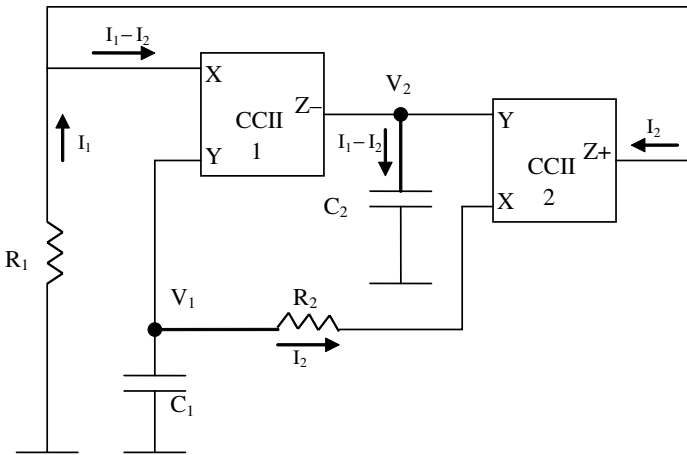 I₁–I₂
X
Y
Z–
CCII
1
V₂
I₁–I₂
C₂
Y
X
Z+
CCII
2
I₂
I₁
R₁
V₁
R₂
I₂
C₁